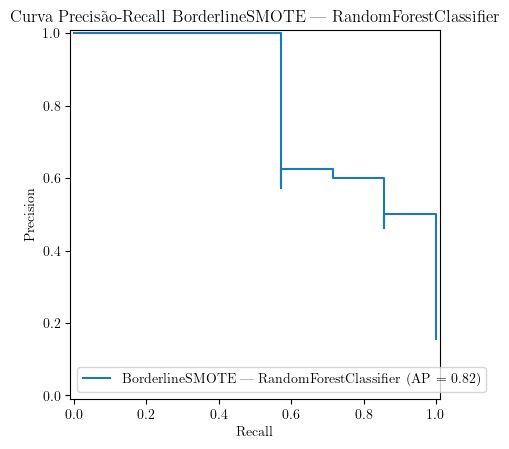 Curva Precisão-Recall BorderlineSMOTE — RandomForestClassifier
1.0
0.8
0.6
0.4
0.2
0.0
Precision
BorderlineSMOTE — RandomForestClassifier (AP = 0.82)
0.0 0.2 0.4 0.6 0.8 1.0
Recall